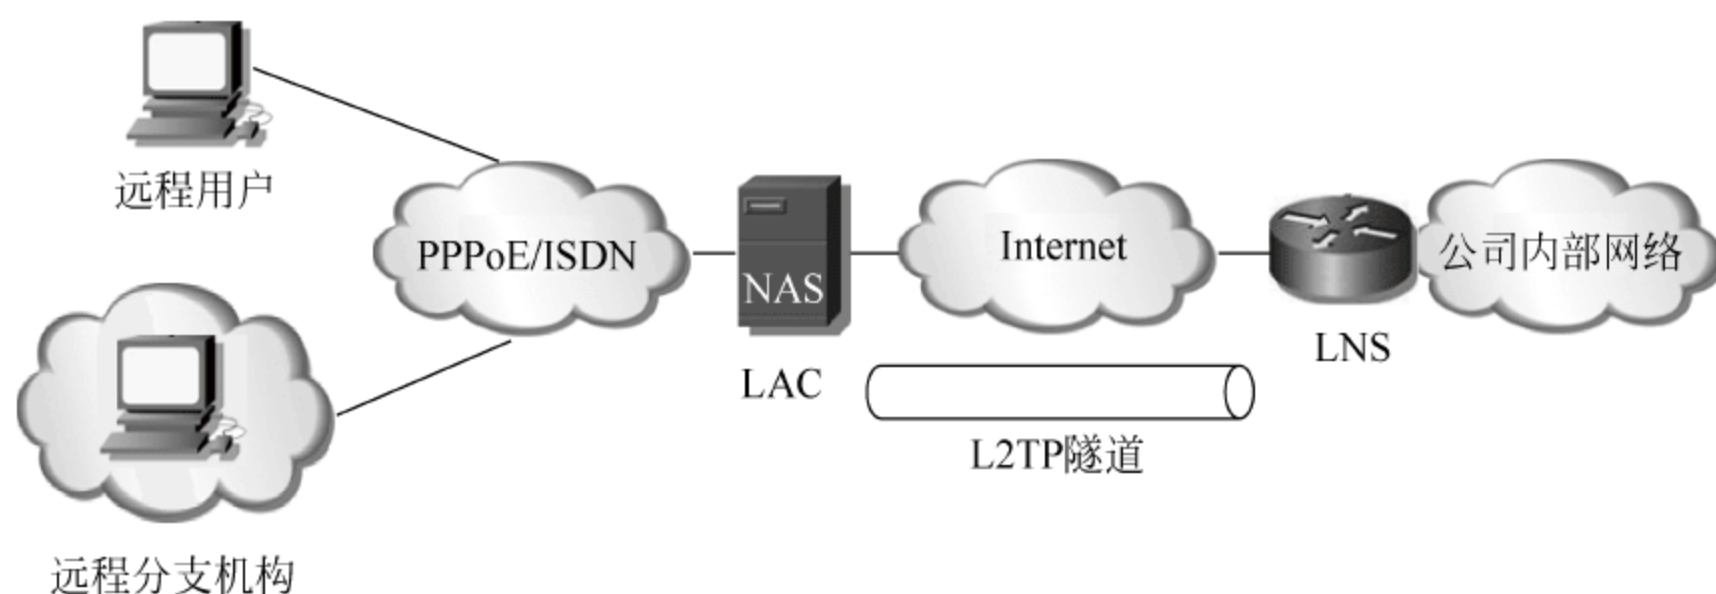 远程用户
PPPoE/ISDN
NAS
LAC
Internet
L2TP隧道
LNS
公司内部网络
远程分支机构